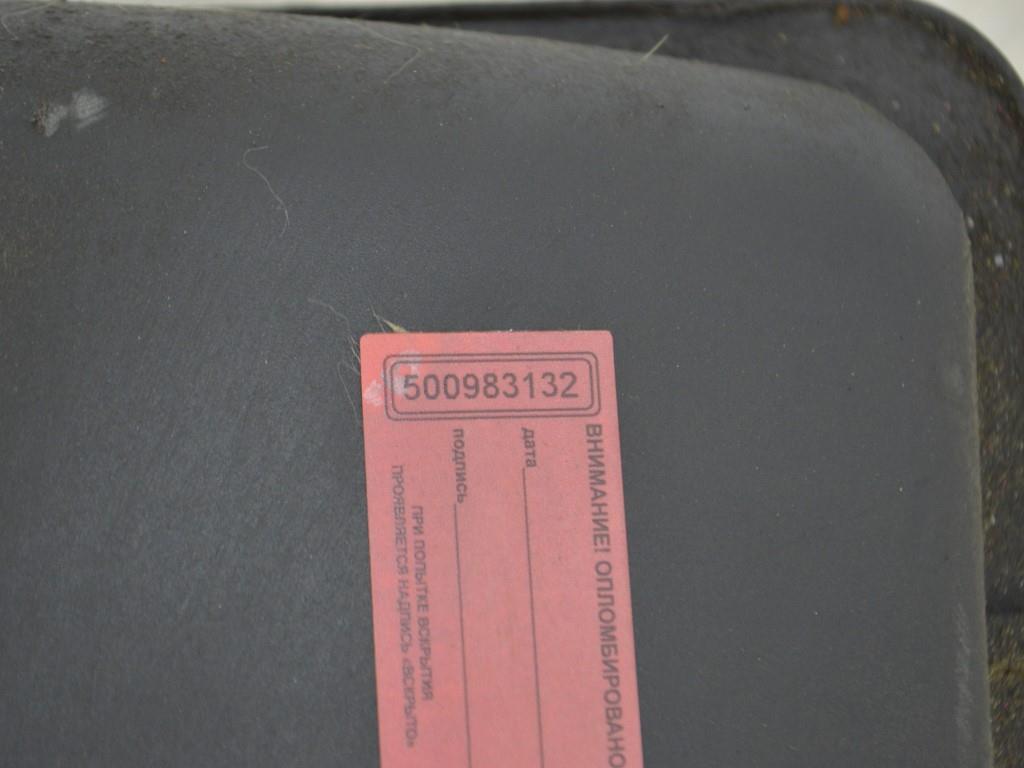 500983132
ВНИМАНИЕ! ОПЛОМБИРОВАНО
дата
подпись
ПРИ ПОПЫТКЕ ВСКРЫТИЯ
ПРОЯВЛЯЕТСЯ НАДПИСЬ «ВСКРЫТО»